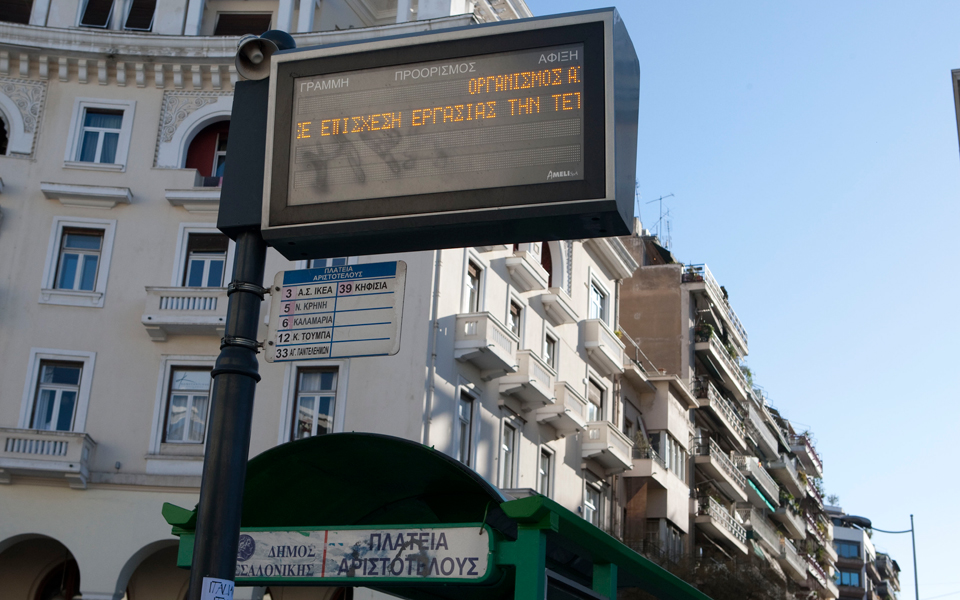 ΓΡΑΜΜΗ ΠΡΟΟΡΙΣΜΟΣ ΑΦΙΞΗ
ΟΡΓΑΝΙΣΜΟΣ
ΣΕ ΕΠΙΣΧΕΣΗ ΕΡΓΑΣΙΑΣ ΤΗΝ ΤΕΤ
AMELI s.a.
ΠΛΑΤΕΙΑ
ΑΡΙΣΤΟΤΕΛΟΥΣ
3 Α.Σ. ΙΚΕΑ 39 ΚΗΦΙΣΙΑ
5 Ν. ΚΡΗΝΗ
6 ΚΑΛΑΜΑΡΙΑ
12 Κ. ΤΟΥΜΠΑ
33 ΑΓ. ΠΑΝΤΕΛΕΗΜΩΝ
ΔΗΜΟΣ
ΣΣΑΛΟΝΙΚΗΣ
ΠΛΑΤΕΙΑ
ΑΡΙΣΤΟΤΕΛΟΥΣ